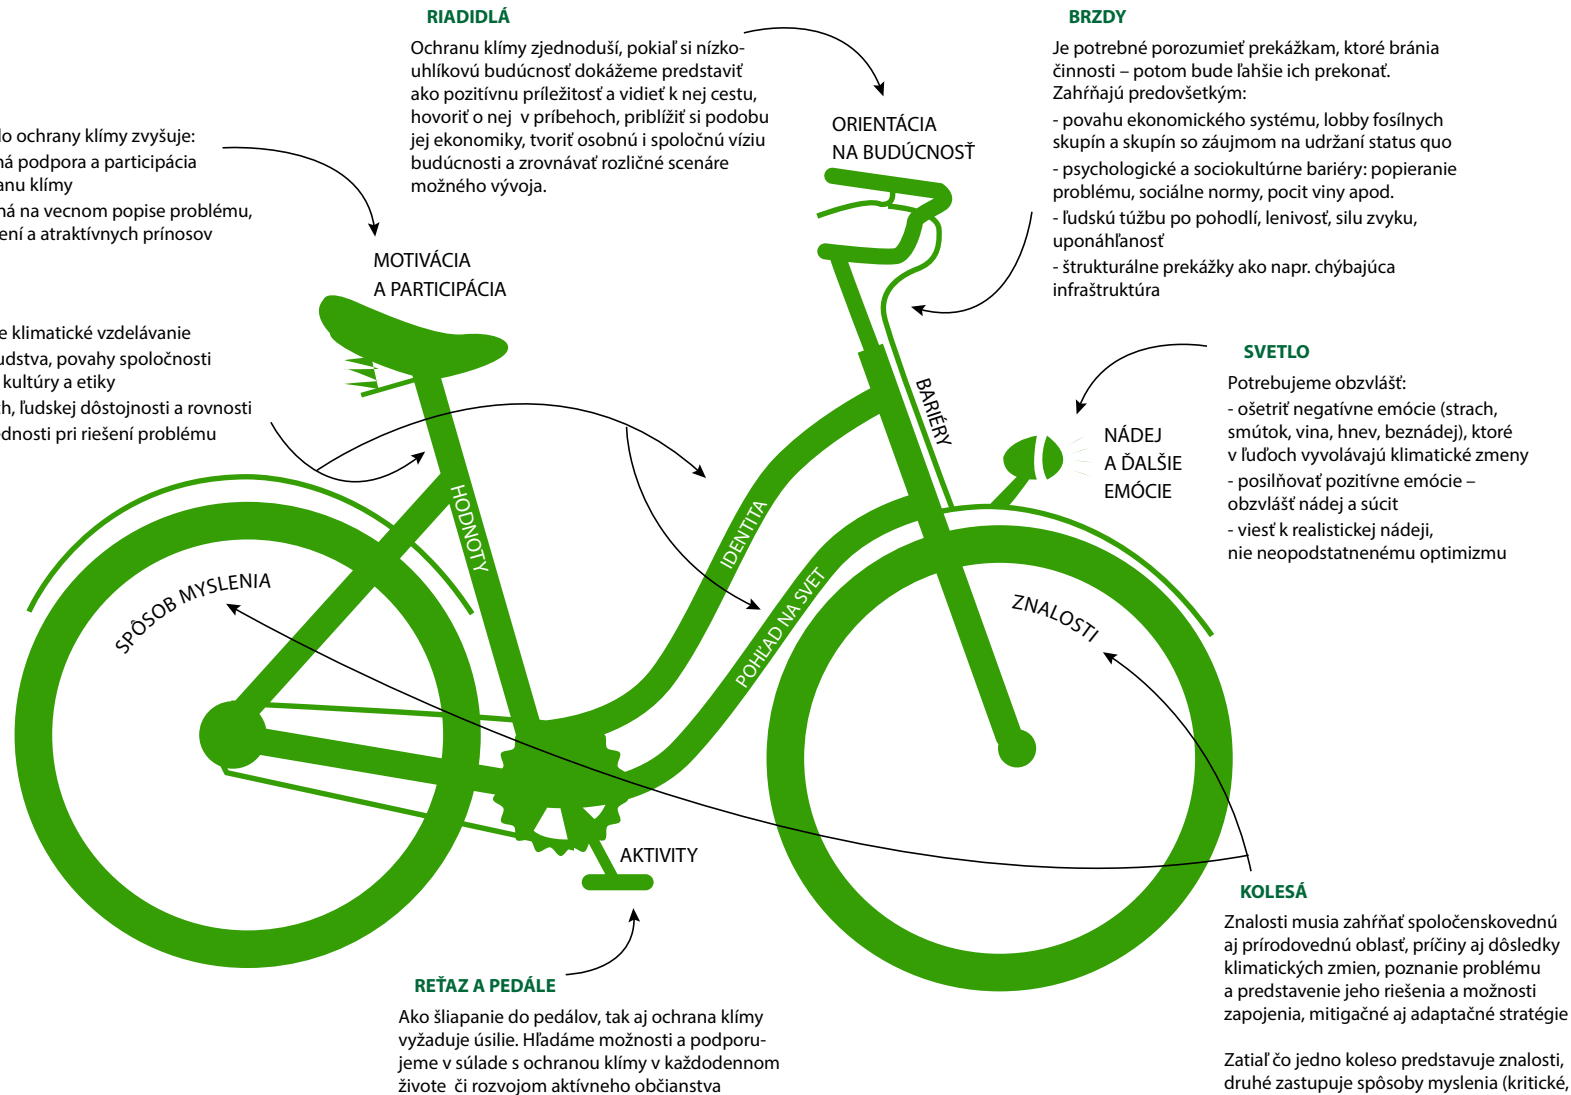 RIADIDLÁ
Ochranu klímy zjednoduší, pokiaľ si nízko-
uhlíkovú budúcnosť dokážeme predstaviť
ako pozitívnu príležitosť a vidieť k nej cestu,
hovoriť o nej v príbehoch, priblížiť si podobu
jej ekonomiky, tvoriť osobnú i spoločnú víziu
budúcnosti a zrovnávať rozličné scenáre
možného vývoja.
BRZDY
Je potrebné porozumieť prekážkam, ktoré bránia
činnosti – potom bude ľahšie ich prekonať.
Zahŕňajú predovšetkým:
- povahu ekonomického systému, lobby fosílnych
skupín a skupín so záujmom na udržaní status quo
- psychologické a sociokultúrne bariéry: popieranie
problému, sociálne normy, pocit viny apod.
- ľudskú túžbu po pohodlí, lenivosť, silu zvyku,
uponáhľanosť
- štrukturálne prekážky ako napr. chýbajúca
infraštruktúra
do ochrany klímy zvyšuje:
ná podpora a participácia
anu klímy
ná na vecnom popise problému,
ení a atraktívnych prínosov
ORIENTÁCIA
NA BUDÚCNOSŤ
MOTIVÁCIA
A PARTICIPÁCIA
e klimatické vzdelávanie
udstva, povahy spoločnosti
kultúry a etiky
ch, ľudskej dôstojnosti a rovnosti
ednosti pri riešení problému
SVETLO
Potrebujeme obzvlášť:
- ošetriť negatívne emócie (strach,
smútok, vina, hnev, beznádej), ktoré
v ľuďoch vyvolávajú klimatické zmeny
- posilňovať pozitívne emócie –
obzvlášť nádej a súcit
- viesť k realistickej nádeji,
nie neopodstatnenému optimizmu
BARIÉRY
NÁDEJ
A ĎALŠIE
EMÓCIE
HODNOTY
IDENTITA
POHĽAD NA SVET
SPÔSOB MYSLENIA
ZNALOSTI
AKTIVITY
REŤAZ A PEDÁLE
Ako šliapanie do pedálov, tak aj ochrana klímy
vyžaduje úsilie. Hľadáme možnosti a podporu-
jeme v súlade s ochranou klímy v každodennom
živote či rozvojom aktívneho občianstva
KOLESÁ
Znalosti musia zahŕňať spoločenskovednú
aj prírodovednú oblasť, príčiny aj dôsledky
klimatických zmien, poznanie problému
a predstavenie jeho riešenia a možnosti
zapojenia, mitigačné aj adaptačné stratégie
Zatiaľ čo jedno koleso predstavuje znalosti,
druhé zastupuje spôsoby myslenia (kritické,